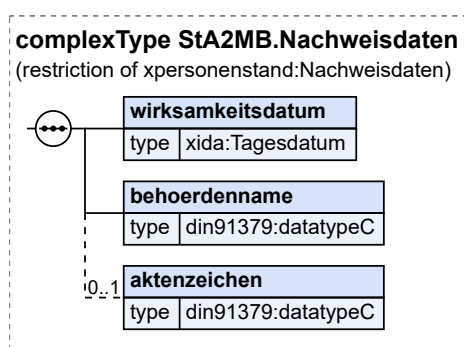 complexType StA2MB.Nachweisdaten
(restriction of xpersonenstand:Nachweisdaten)
wirksamkeitsdatum
type xida:Tagesdatum
behoerdenname
type din91379:datatypeC
0..1
aktenzeichen
type din91379:datatypeC